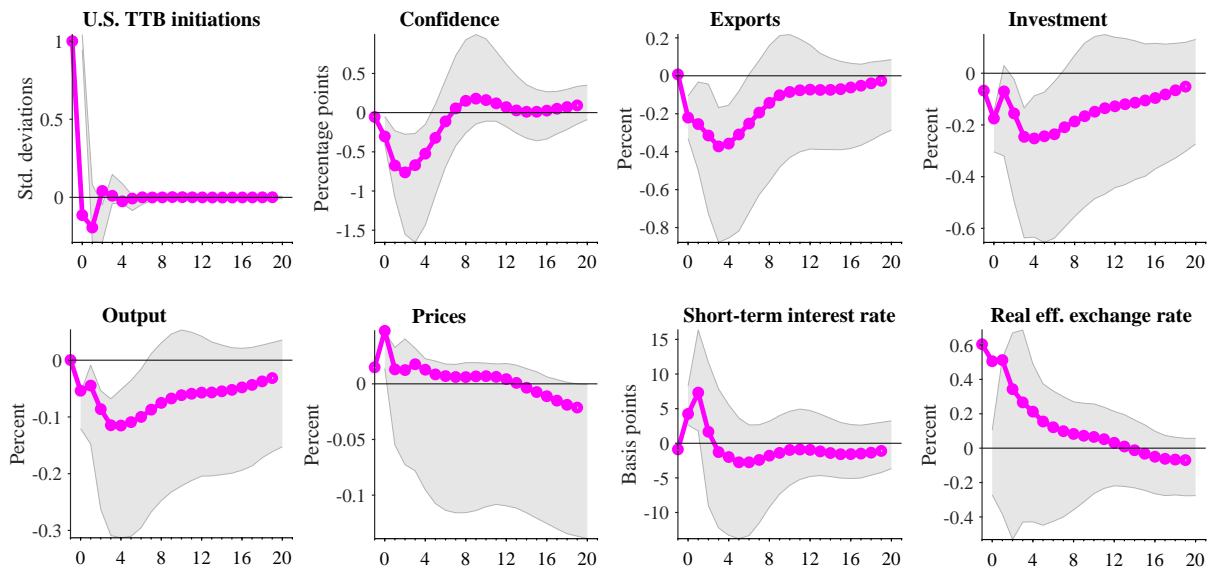 U.S. TTB initiations
Std. deviations
1
0.5
0
0 4 8 12 16 20
Confidence
Percentage points
0.5
0
-0.5
-1
-1.5
0 4 8 12 16 20
Exports
Percent
0.2
0
-0.2
-0.4
-0.6
-0.8
0 4 8 12 16 20
Investment
Percent
0
-0.2
-0.4
-0.6
0 4 8 12 16 20
Output
Percent
0
-0.1
-0.2
-0.3
0 4 8 12 16 20
Prices
Percent
0
-0.05
-0.1
0 4 8 12 16 20
Short-term interest rate
Basis points
15
10
5
0
-5
-10
0 4 8 12 16 20
Real eff. exchange rate
Percent
0.6
0.4
0.2
0
-0.2
-0.4
0 4 8 12 16 20